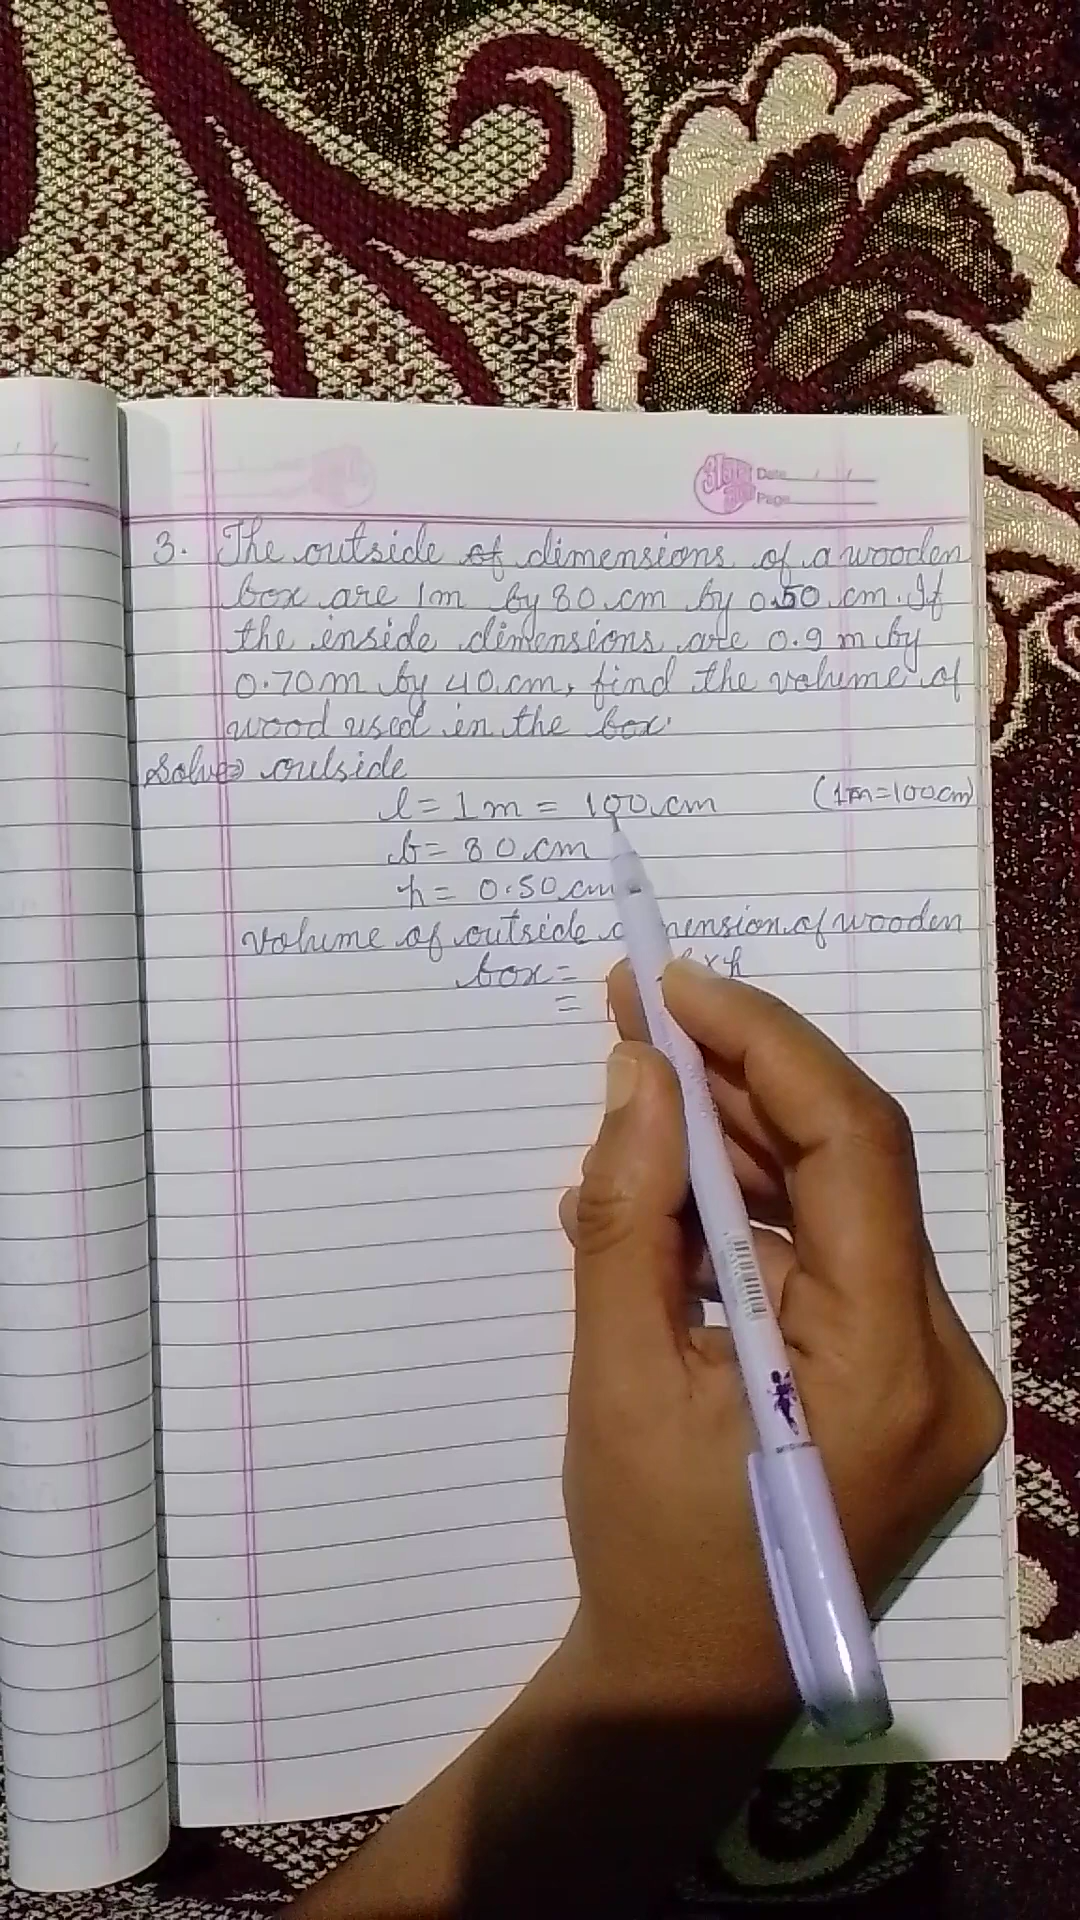 Date
Page
3. The outside of dimensions of a wooden
box are 1m by 80 cm by 0.50 cm. If
the inside dimensions are 0.9 m by
0.70m by 40 cm, find the volume of
wood used in the box.
Solve⇒ outside
l = 1m = 100 cm (1m=100cm)
b = 80 cm
h = 0.50 cm
volume of outside dimension of wooden
box = × h
=